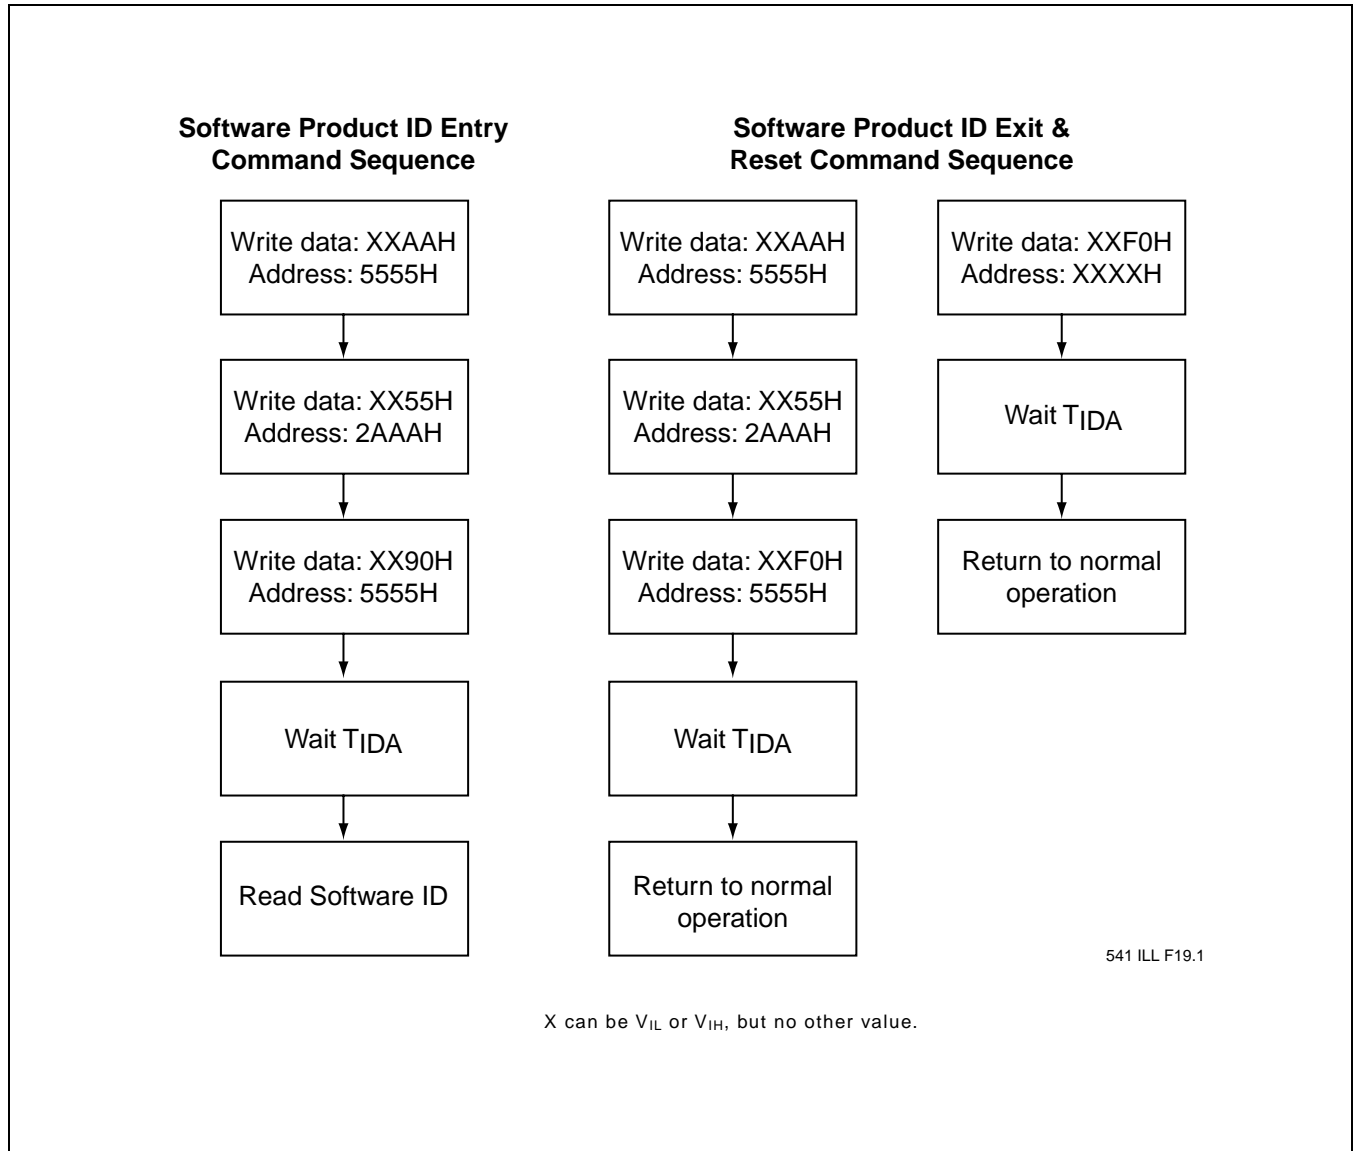 Software Product ID Entry
Command Sequence
Write data: XXAAH
Address: 5555H
Write data: XX55H
Address: 2AAAH
Write data: XX90H
Address: 5555H
Wait TIDA
Read Software ID
Software Product ID Exit &
Reset Command Sequence
Write data: XXAAH
Address: 5555H
Write data: XX55H
Address: 2AAAH
Write data: XXF0H
Address: 5555H
Wait TIDA
Return to normal
operation
Write data: XXF0H
Address: XXXXH
Wait TIDA
Return to normal
operation
541 ILL F19.1
X can be VIL or VIH, but no other value.